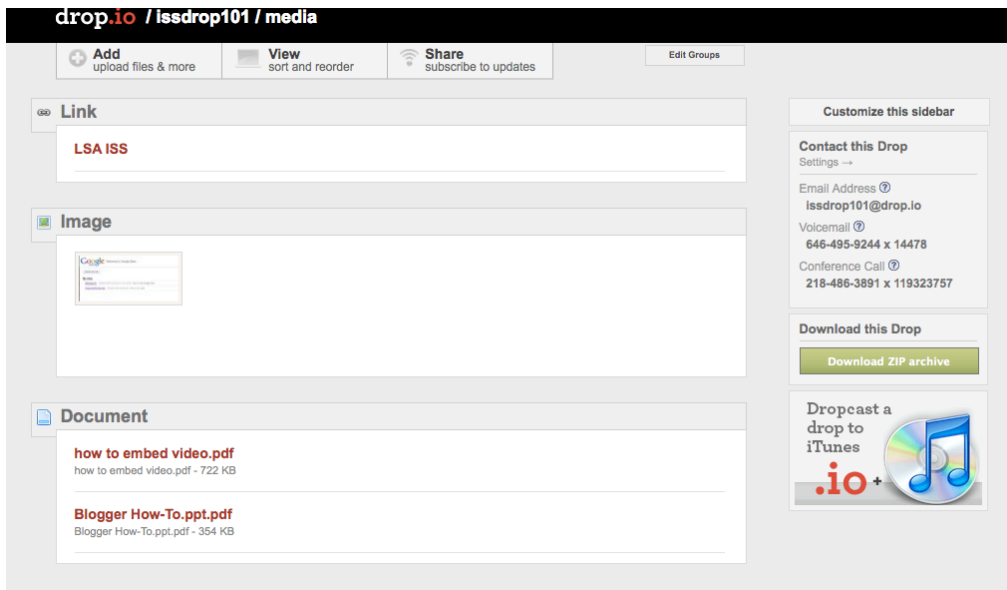 drop.io / issdrop101 / media
Add
upload files & more
View
sort and reorder
Share
subscribe to updates
Edit Groups
Link
LSA ISS
Image
Google
Document
how to embed video.pdf
how to embed video.pdf - 722 KB
Blogger How-To.ppt.pdf
Blogger How-To.ppt.pdf - 354 KB
Customize this sidebar
Contact this Drop
Settings →
Email Address ?
issdrop101@drop.io
Voicemail ?
646-495-9244 x 14478
Conference Call ?
218-486-3891 x 119323757
Download this Drop
Download ZIP archive
Dropcast a
drop to
iTunes
.io +